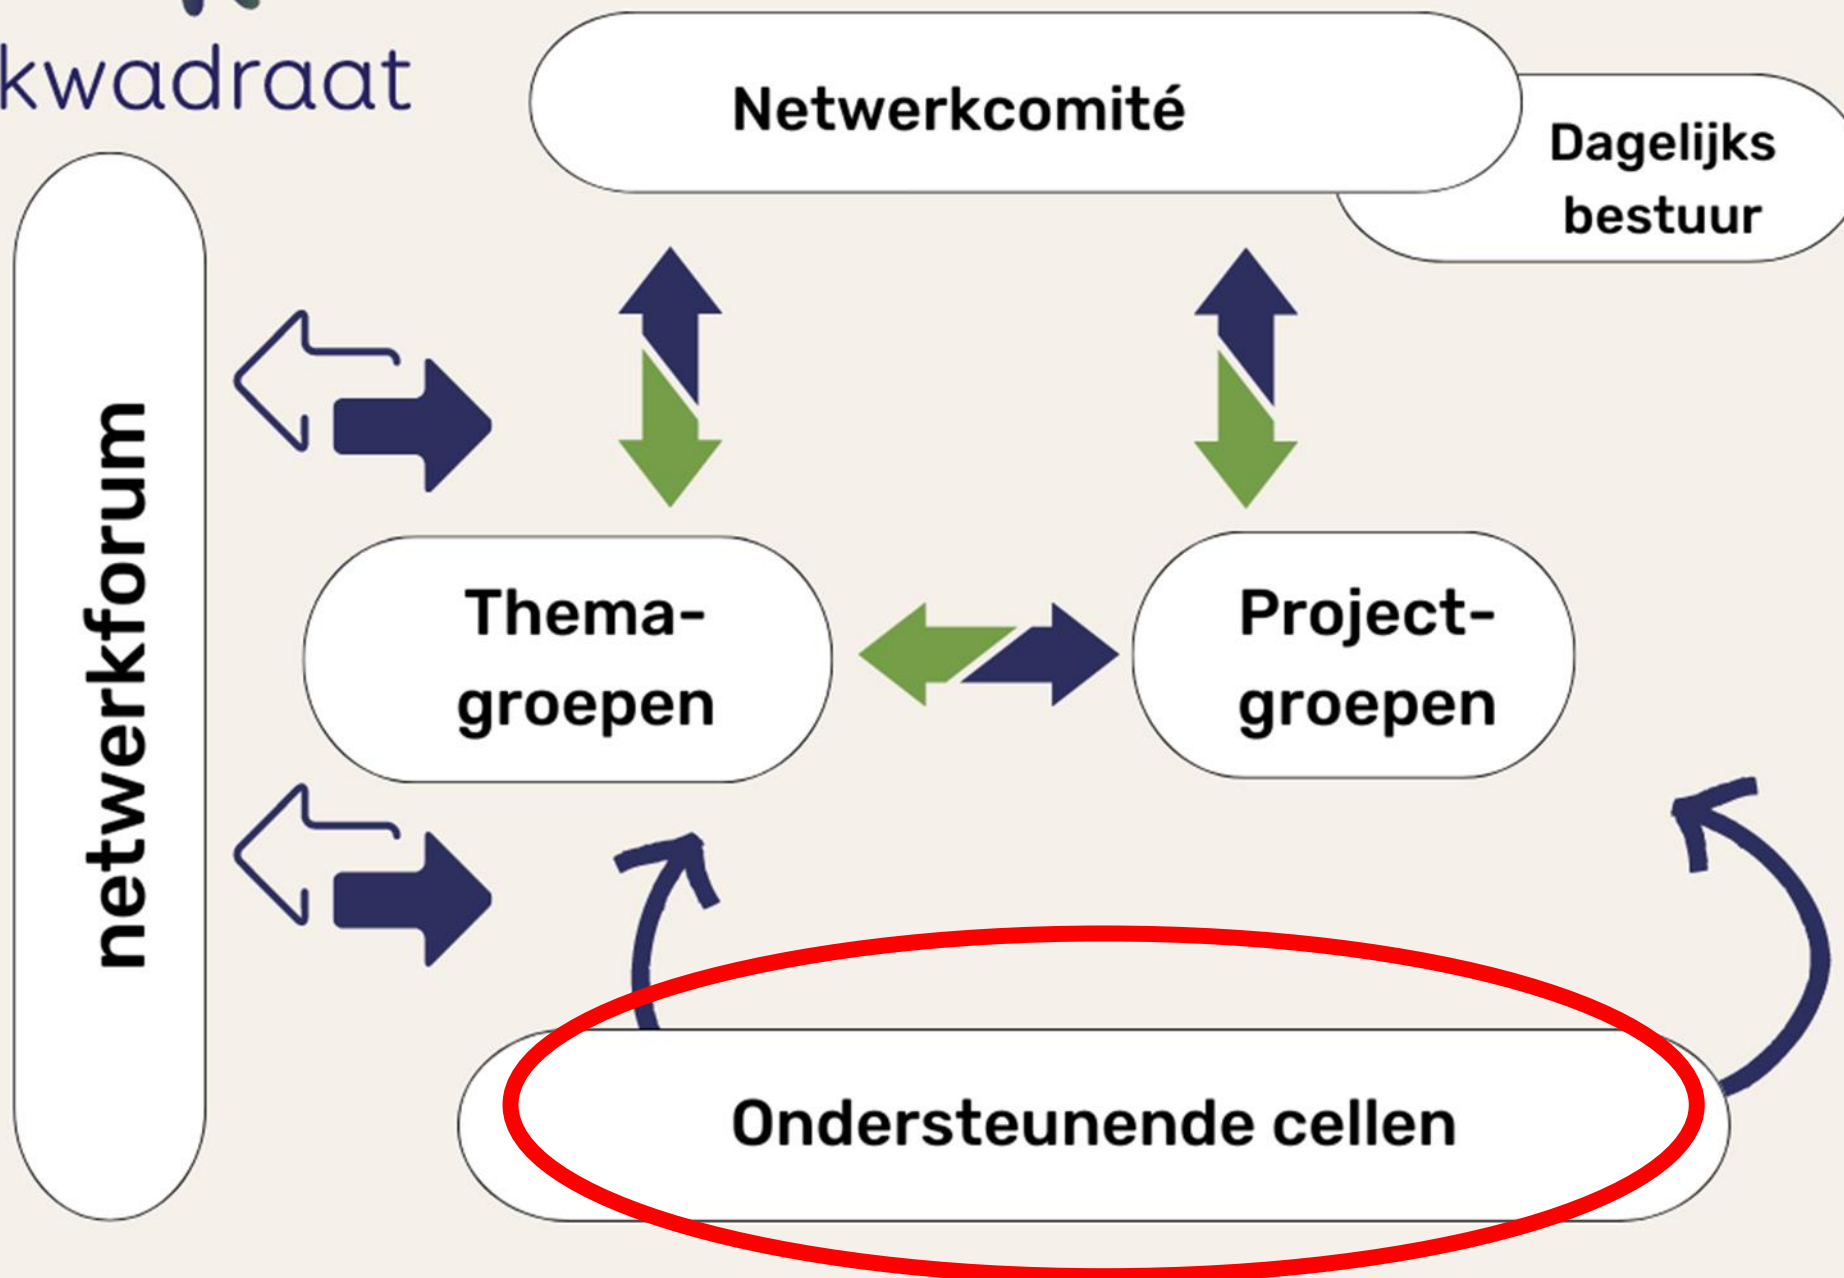 kwadraat
Netwerkcomité
Dagelijks
bestuur
netwerkforum
Thema-
groepen
Project-
groepen
Ondersteunende cellen